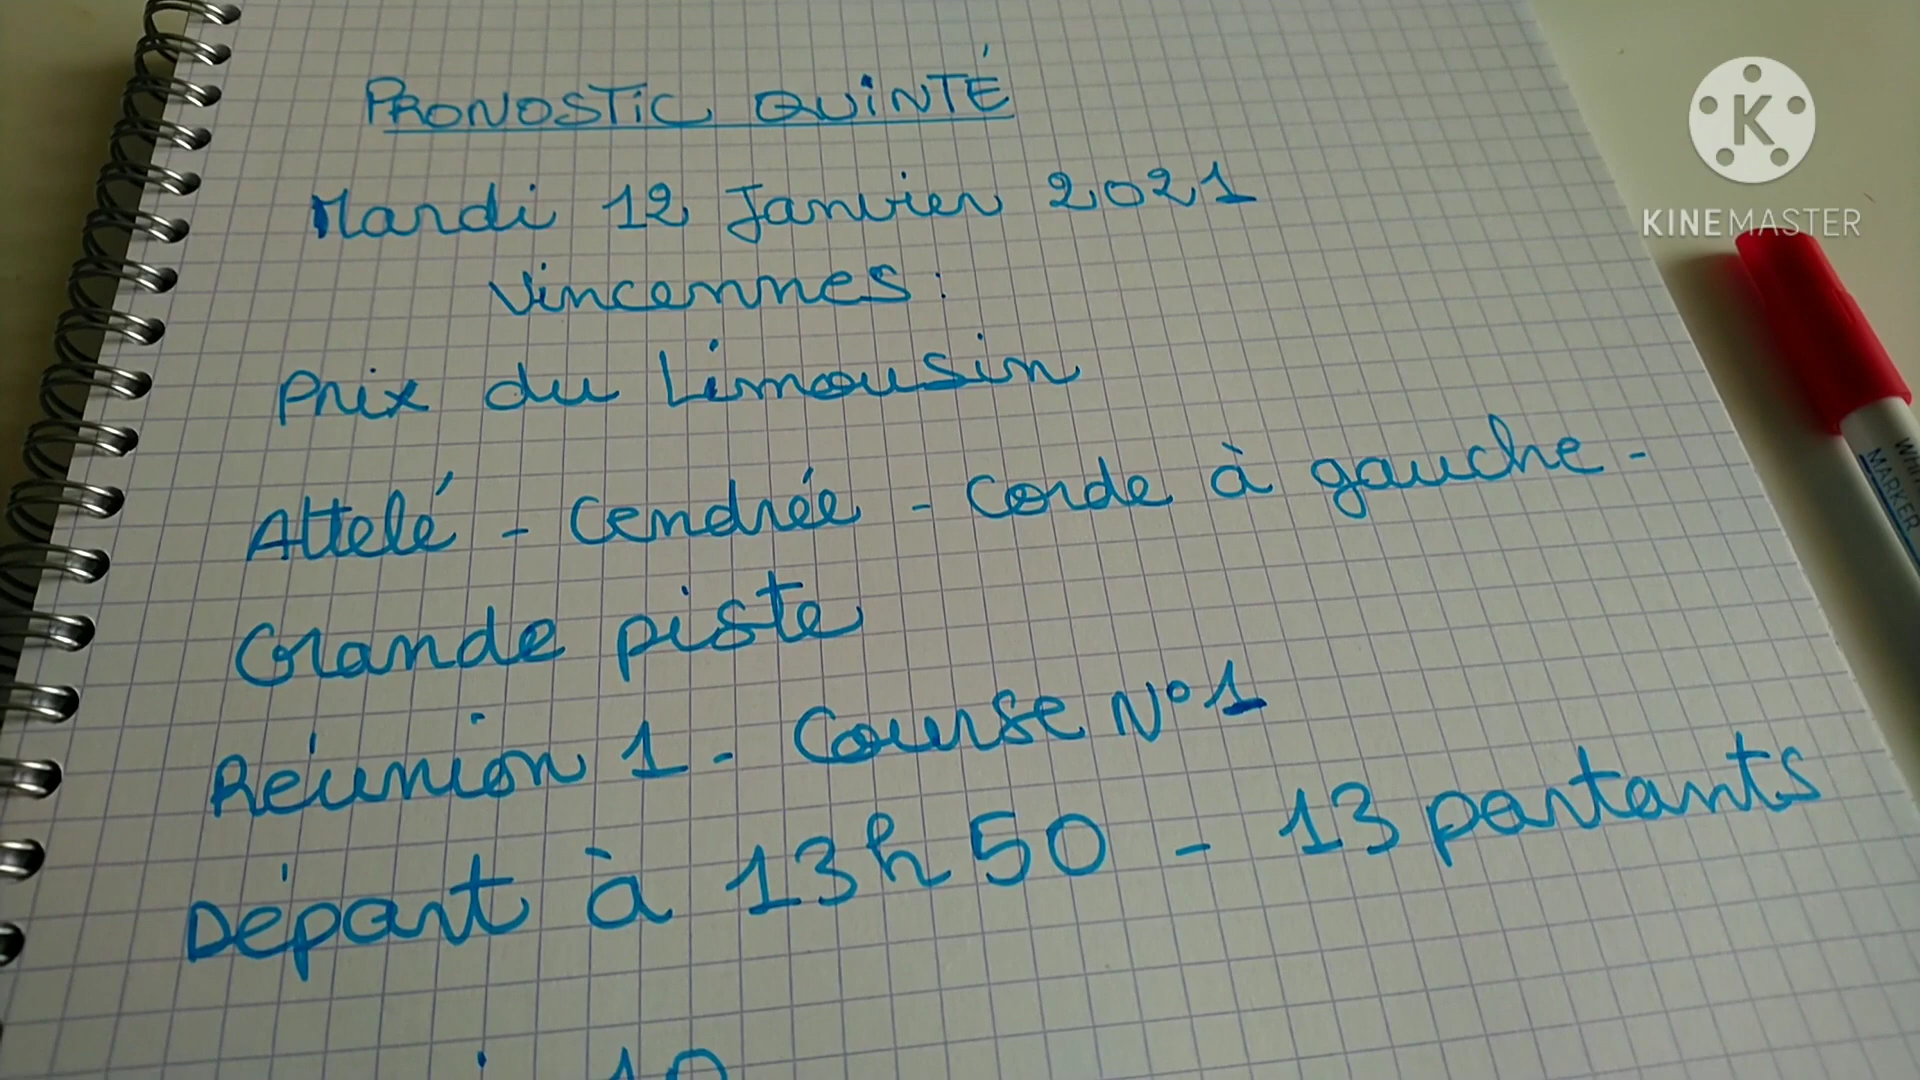 PRONOSTIC QUINTÉ
Mardi 12 Janvier 2021
Vincennes :
Prix du Limousin
Attelé - Cendrée - Corde à gauche -
Grande piste
Réunion 1 - Course N°1
Départ à 13h50 - 13 partants
K
KINEMASTER
MARKER